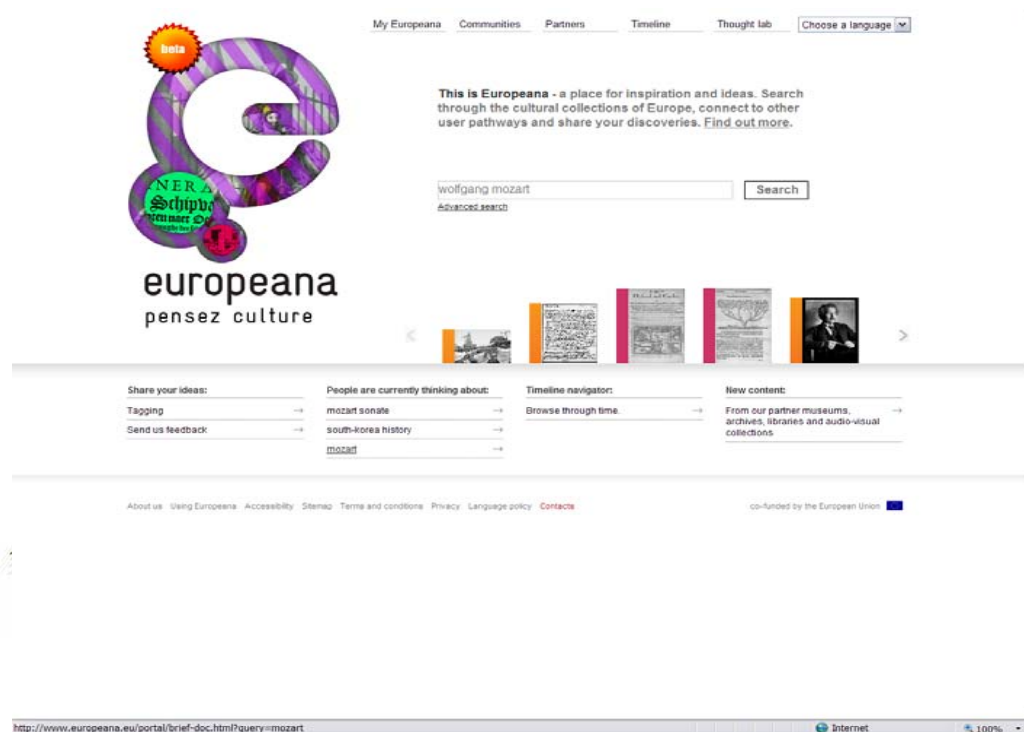 My Europeana Communities Partners Timeline Thought lab Choose a language
beta
This is Europeana - a place for inspiration and ideas. Search
through the cultural collections of Europe, connect to other
user pathways and share your discoveries. Find out more.
wolfgang mozart Search
Advanced search
NER A
Schipva
europeana
pensez culture
Share your ideas:
Tagging
Send us feedback
People are currently thinking about:
mozart sonate
south-korea history
mozart
Timeline navigator:
Browse through time.
New content:
From our partner museums,
archives, libraries and audio-visual
collections
About us Using Europeana Accessibility Sitemap Terms and conditions Privacy Language policy Contacts
co-funded by the European Union
http://www.europeana.eu/portal/brief-doc.html?query=mozart Internet 100%